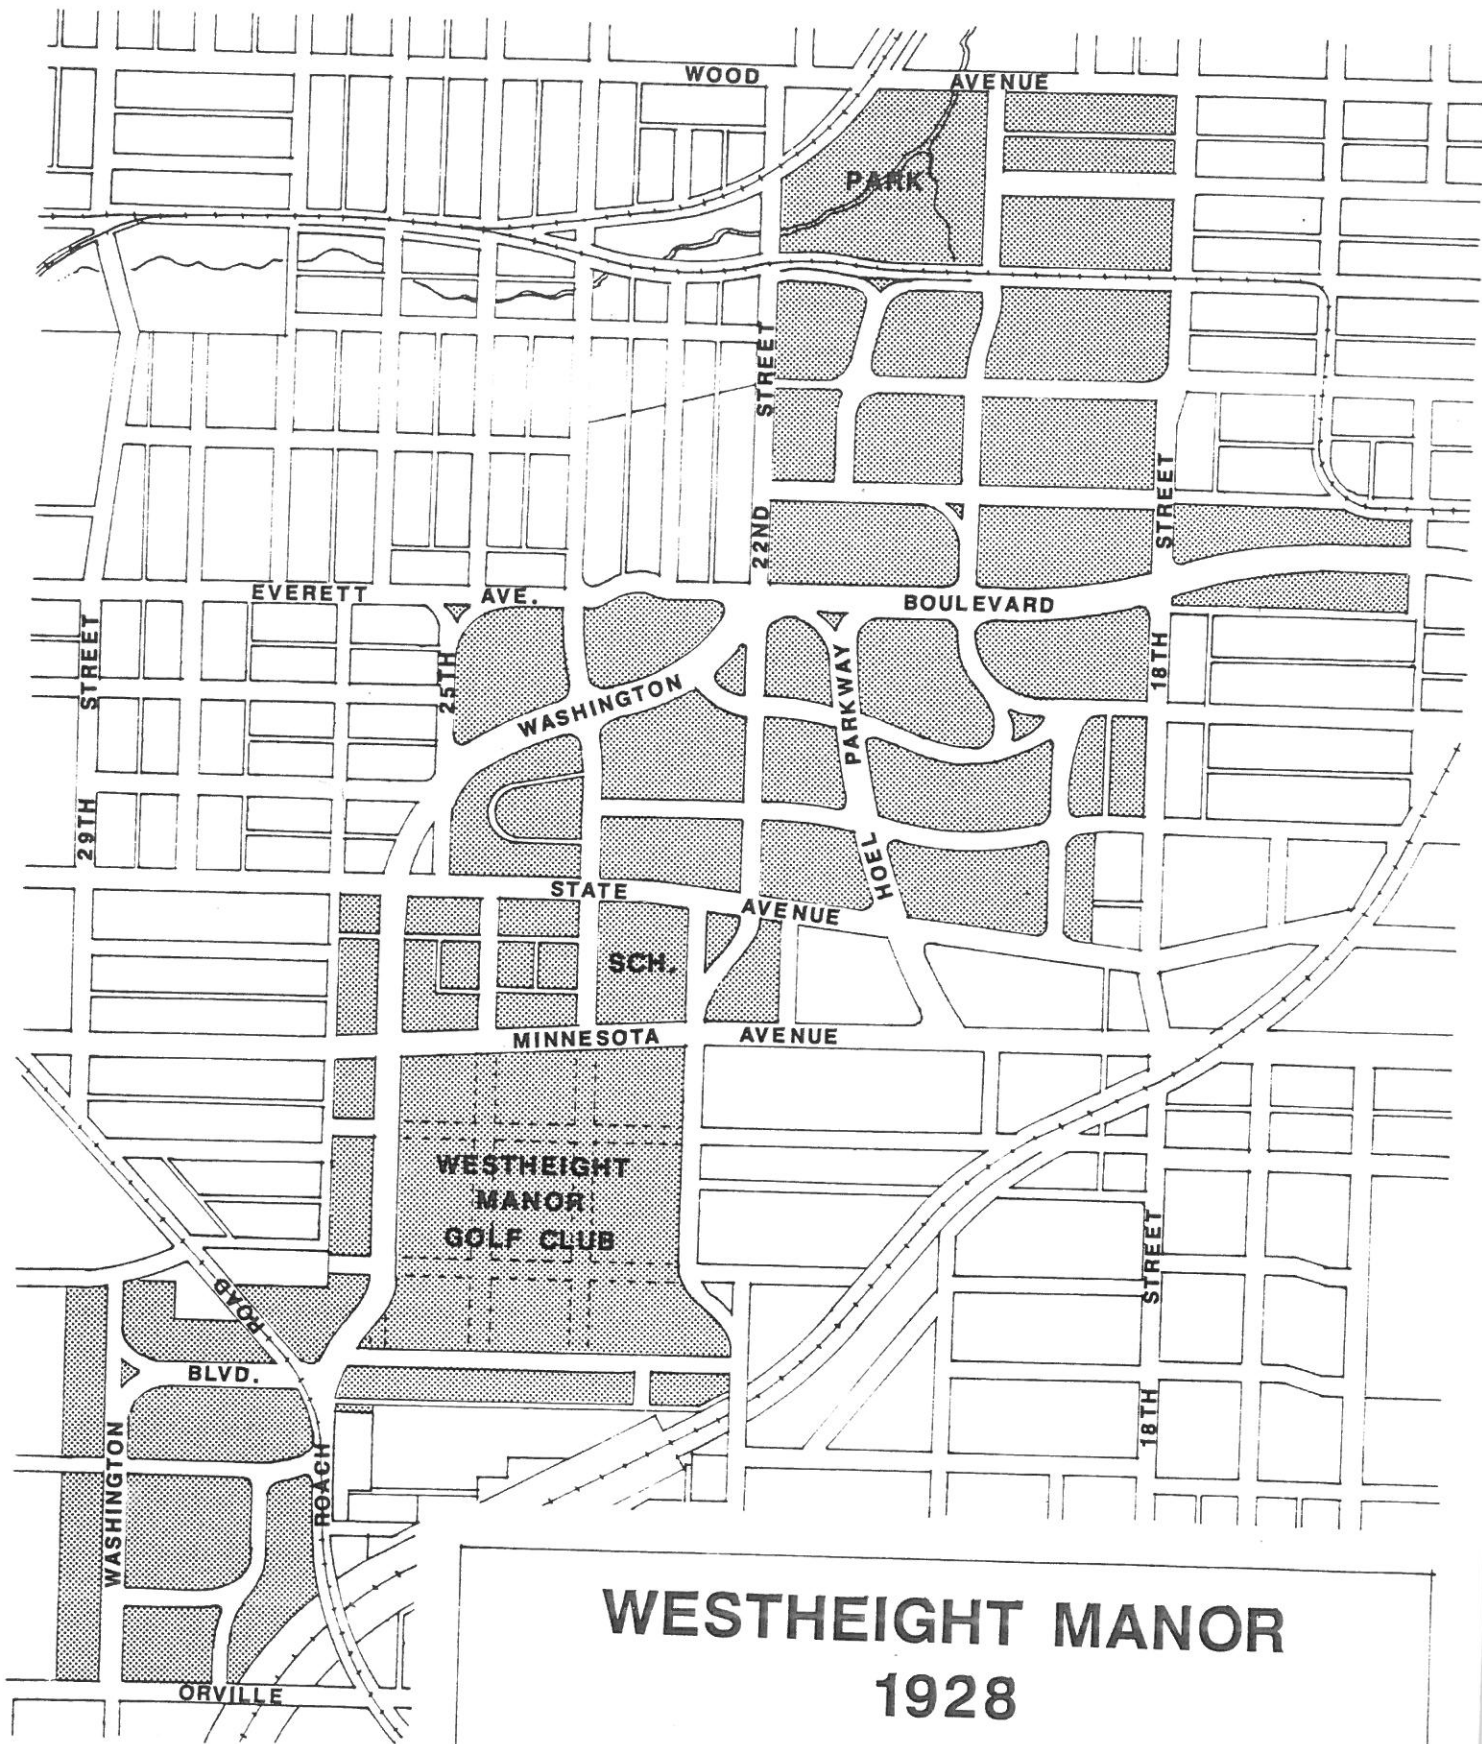 WOOD AVENUE
PARK
STREET
22ND
STREET
EVERETT AVE.
BOULEVARD
STREET
25TH
18TH
WASHINGTON
PARKWAY
29TH
HOEL
STATE
AVENUE
SCH.
MINNESOTA AVENUE
WESTHEIGHT
MANOR
GOLF CLUB
STREET
ROAD
BLVD.
18TH
WASHINGTON
ROACH
ORVILLE
WESTHEIGHT MANOR
1928